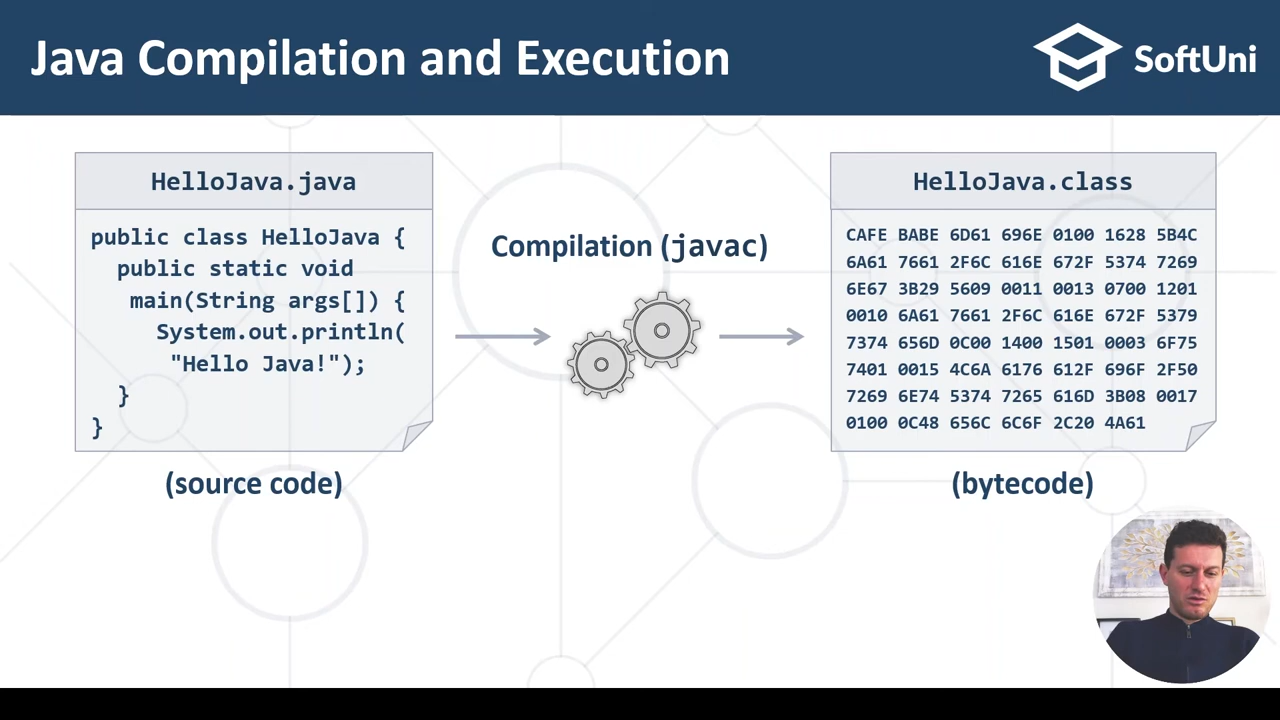 Java Compilation and Execution
SoftUni
HelloJava.java
public class HelloJava {
public static void
main(String args[]) {
System.out.println(
"Hello Java!");
}
}
(source code)
Compilation (javac)
HelloJava.class
CAFE BABE 6D61 696E 0100 1628 5B4C
6A61 7661 2F6C 616E 672F 5374 7269
6E67 3B29 5609 0011 0013 0700 1201
0010 6A61 7661 2F6C 616E 672F 5379
7374 656D 0C00 1400 1501 0003 6F75
7401 0015 4C6A 6176 612F 696F 2F50
7269 6E74 5374 7265 616D 3B08 0017
0100 0C48 656C 6C6F 2C20 4A61
(bytecode)